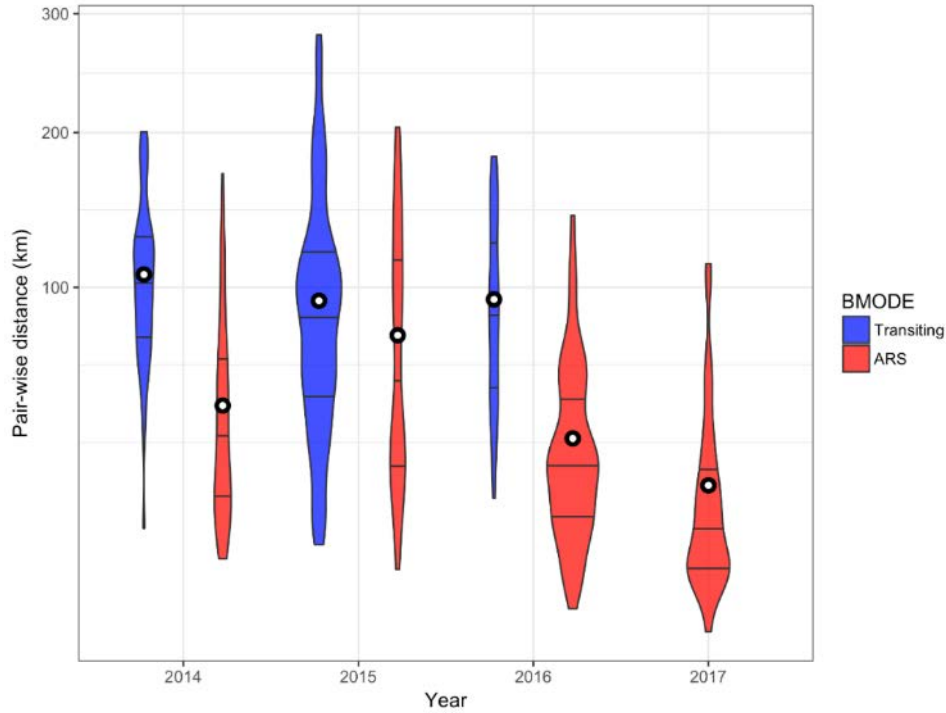 300
200
100
Pair-wise distance (km)
2014
2015
2016
2017
Year
BMODE
Transiting
ARS